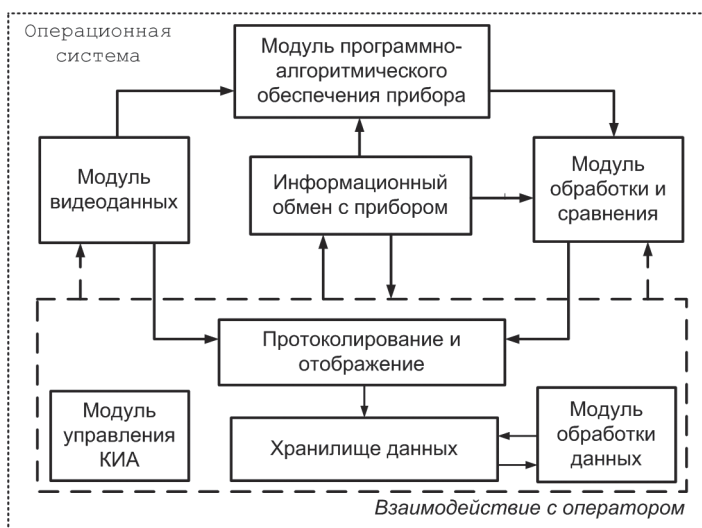 Операционная
система
Модуль программно-
алгоритмического
обеспечения прибора
Модуль
видеоданных
Информационный
обмен с прибором
Модуль
обработки и
сравнения
Протоколирование и
отображение
Модуль
управления
КИА
Хранилище данных
Модуль
обработки
данных
Взаимодействие с оператором